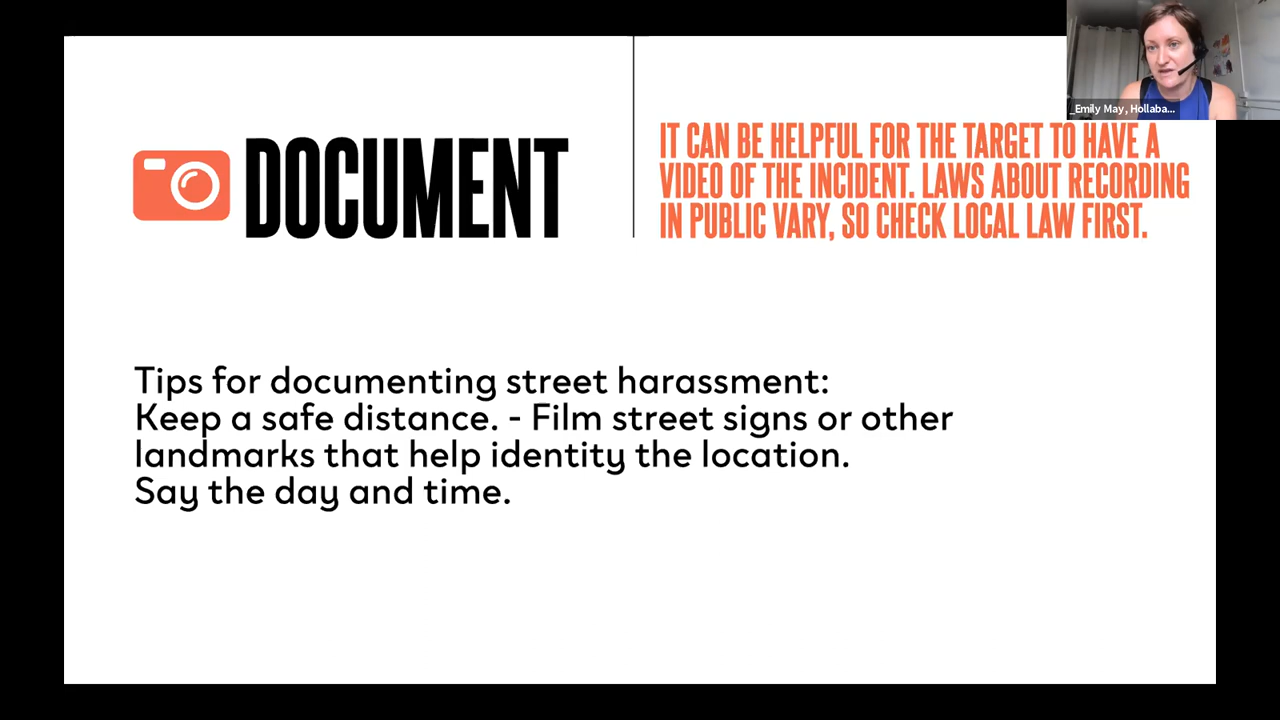 DOCUMENT
IT CAN BE HELPFUL FOR THE TARGET TO HAVE A
VIDEO OF THE INCIDENT. LAWS ABOUT RECORDING
IN PUBLIC VARY, SO CHECK LOCAL LAW FIRST.
_Emily May, Hollaba...
Tips for documenting street harassment:
Keep a safe distance. - Film street signs or other
landmarks that help identity the location.
Say the day and time.